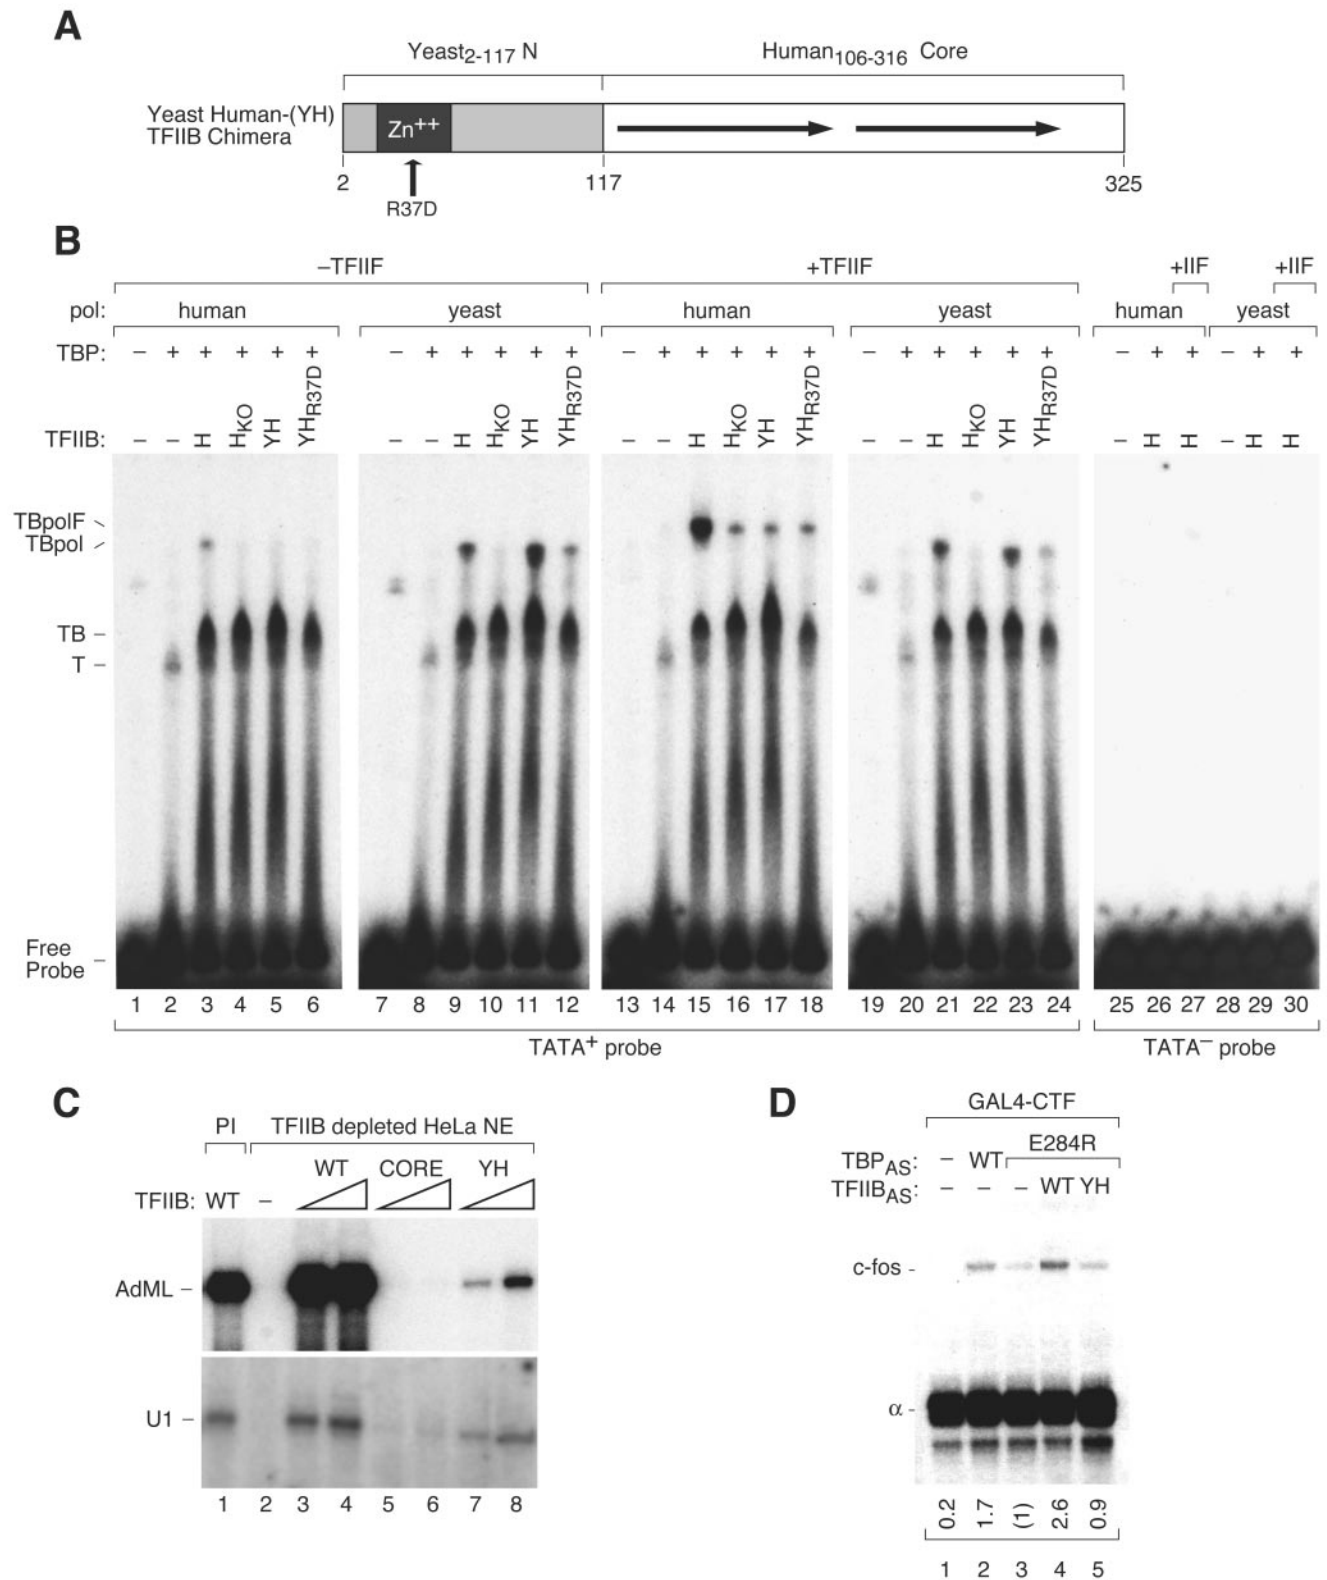 A
Yeast2-117 N
Human106-316 Core
Yeast Human-(YH)
TFIIB Chimera
Zn++
2
117
325
R37D
B
–TFIIF
+TFIIF
+IIF
+IIF
pol:
human
yeast
human
yeast
human
yeast
TBP:
– + + + + +
– + + + + +
– + + + + +
– + + + + +
– + +
– + +
TFIIB:
– – H HKO YH YHR37D
– – H HKO YH YHR37D
– – H HKO YH YHR37D
– – H HKO YH YHR37D
– H H
– H H
TBpolF
TBpol
TB
T
Free
Probe
1 2 3 4 5 6 7 8 9 10 11 12 13 14 15 16 17 18 19 20 21 22 23 24 25 26 27 28 29 30
TATA+ probe
TATA– probe
C
PI
TFIIB depleted HeLa NE
WT
CORE
YH
TFIIB: WT –
AdML
U1
1 2 3 4 5 6 7 8
D
GAL4-CTF
E284R
TBPAS: – WT
TFIIBAS: – – – WT YH
c-fos
α
0.2 1.7 (1) 2.6 0.9
1 2 3 4 5